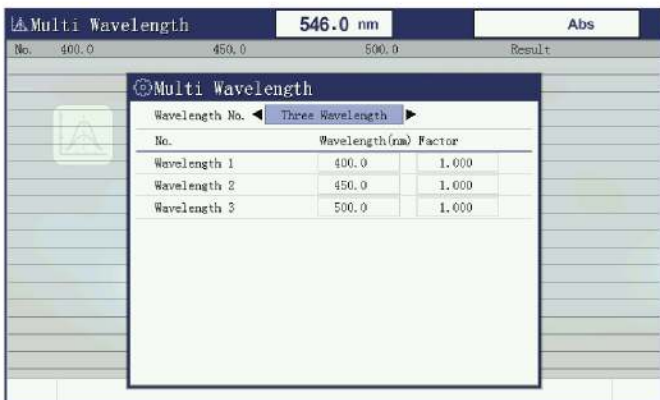 Multi Wavelength 546.0 nm Abs
No. 400.0 450.0 500.0 Result
Multi Wavelength
Wavelength No. ◀ Three Wavelength ▶
No. Wavelength(nm) Factor
Wavelength 1 400.0 1.000
Wavelength 2 450.0 1.000
Wavelength 3 500.0 1.000